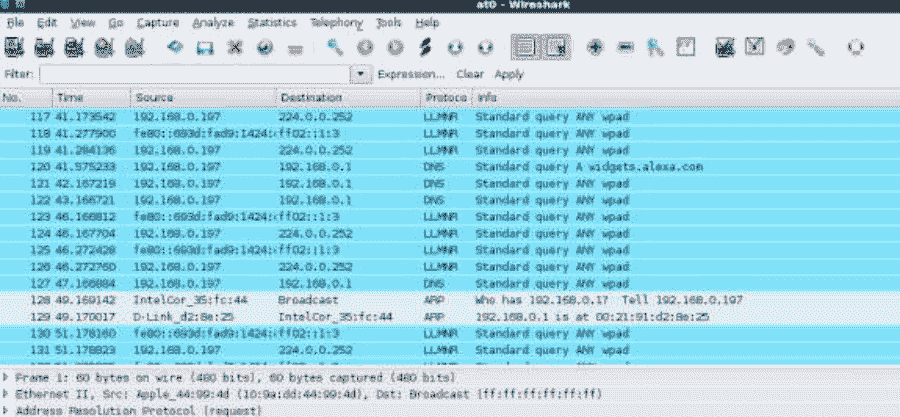 at0 - Wireshark
File Edit View Go Capture Analyze Statistics Telephony Tools Help
Filter: Expression... Clear Apply
No. Time Source Destination Protoco Info
117 41.173542 192.168.0.197 224.0.0.252 LLMNR Standard query ANY wpad
118 41.277900 fe80::693d:fad9:1424: ff02::1:3 LLMNR Standard query ANY wpad
119 41.284136 192.168.0.197 224.0.0.252 LLMNR Standard query ANY wpad
120 41.575233 192.168.0.197 192.168.0.1 DNS Standard query A widgets.alexa.com
121 42.167219 192.168.0.197 192.168.0.1 DNS Standard query ANY wpad
122 43.166721 192.168.0.197 192.168.0.1 DNS Standard query ANY wpad
123 46.166812 fe80::693d:fad9:1424: ff02::1:3 LLMNR Standard query ANY wpad
124 46.167704 192.168.0.197 224.0.0.252 LLMNR Standard query ANY wpad
125 46.272428 fe80::693d:fad9:1424: ff02::1:3 LLMNR Standard query ANY wpad
126 46.272760 192.168.0.197 224.0.0.252 LLMNR Standard query ANY wpad
127 47.166884 192.168.0.197 192.168.0.1 DNS Standard query ANY wpad
128 49.169142 IntelCor_35:fc:44 Broadcast ARP Who has 192.168.0.1? Tell 192.168.0.197
129 49.170017 D-Link_d2:8e:25 IntelCor_35:fc:44 ARP 192.168.0.1 is at 00:21:91:d2:8e:25
130 51.178160 fe80::693d:fad9:1424: ff02::1:3 LLMNR Standard query ANY wpad
131 51.178823 192.168.0.197 224.0.0.252 LLMNR Standard query ANY wpad
Frame 1: 60 bytes on wire (480 bits), 60 bytes captured (480 bits)
Ethernet II, Src: Apple_44:99:4d (10:9a:dd:44:99:4d), Dst: Broadcast (ff:ff:ff:ff:ff:ff)
Address Resolution Protocol (request)